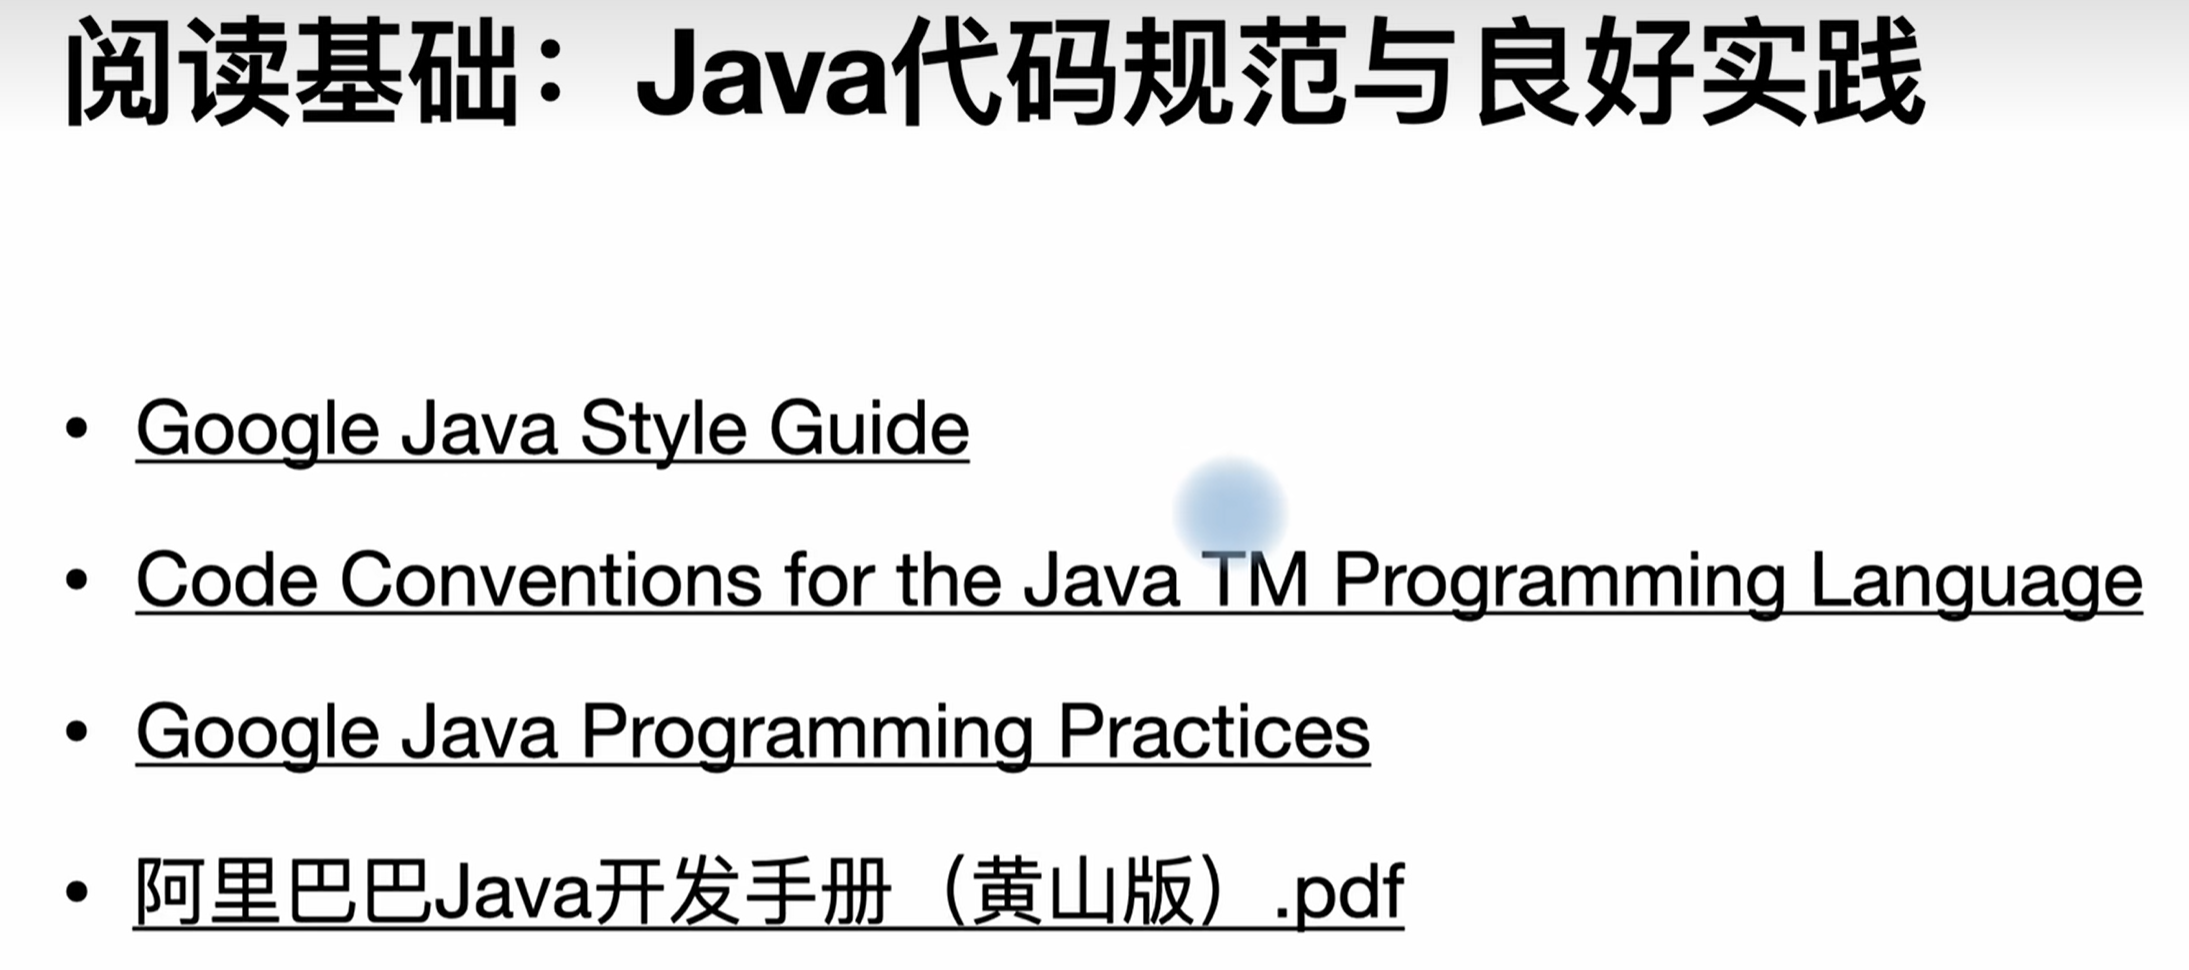 阅读基础：Java代码规范与良好实践
• Google Java Style Guide
• Code Conventions for the Java TM Programming Language
• Google Java Programming Practices
• 阿里巴巴Java开发手册（黄山版）.pdf